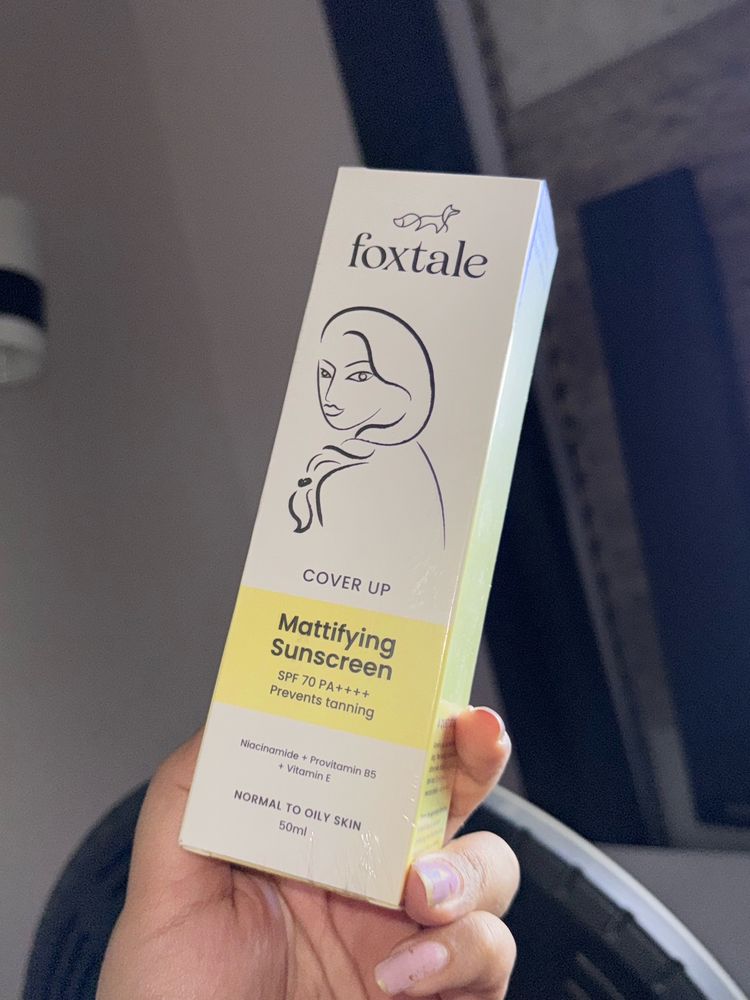 foxtale
COVER UP
Mattifying
Sunscreen
SPF 70 PA++++
Prevents tanning
Niacinamide + Provitamin B5
+ Vitamin E
NORMAL TO OILY SKIN
50ml